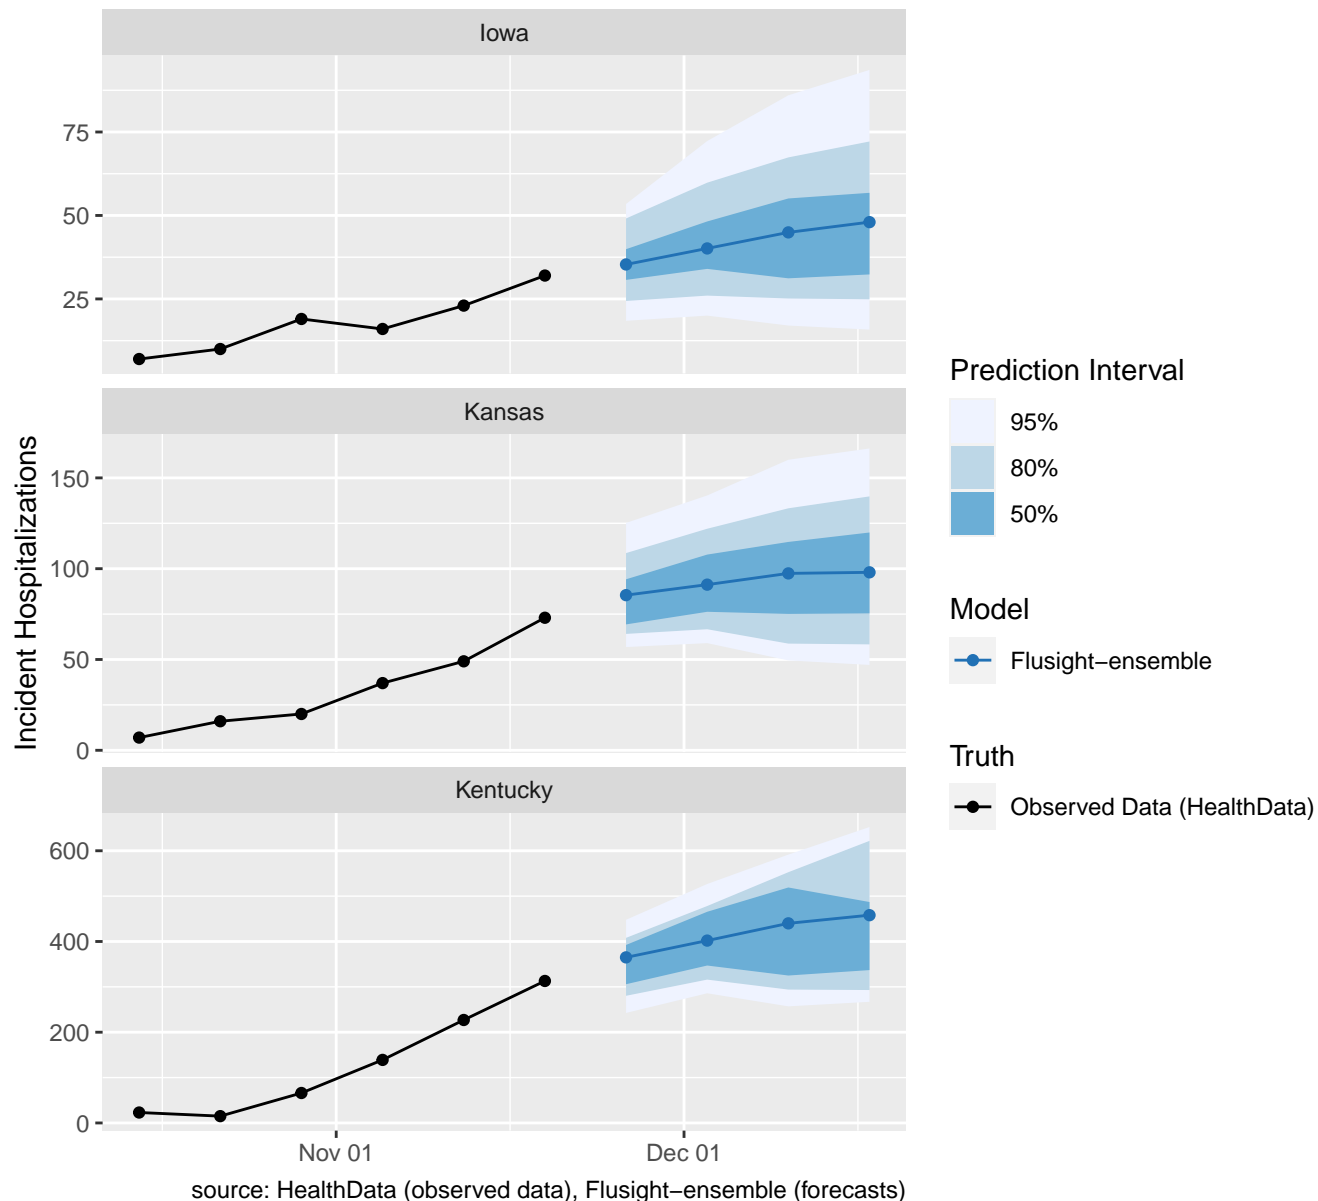 Iowa
75
50
25
Kansas
150
100
50
0
Kentucky
600
400
200
0
Nov 01
Dec 01
Incident Hospitalizations
source: HealthData (observed data), Flusight−ensemble (forecasts)
Prediction Interval
95%
80%
50%
Model
Flusight−ensemble
Truth
Observed Data (HealthData)